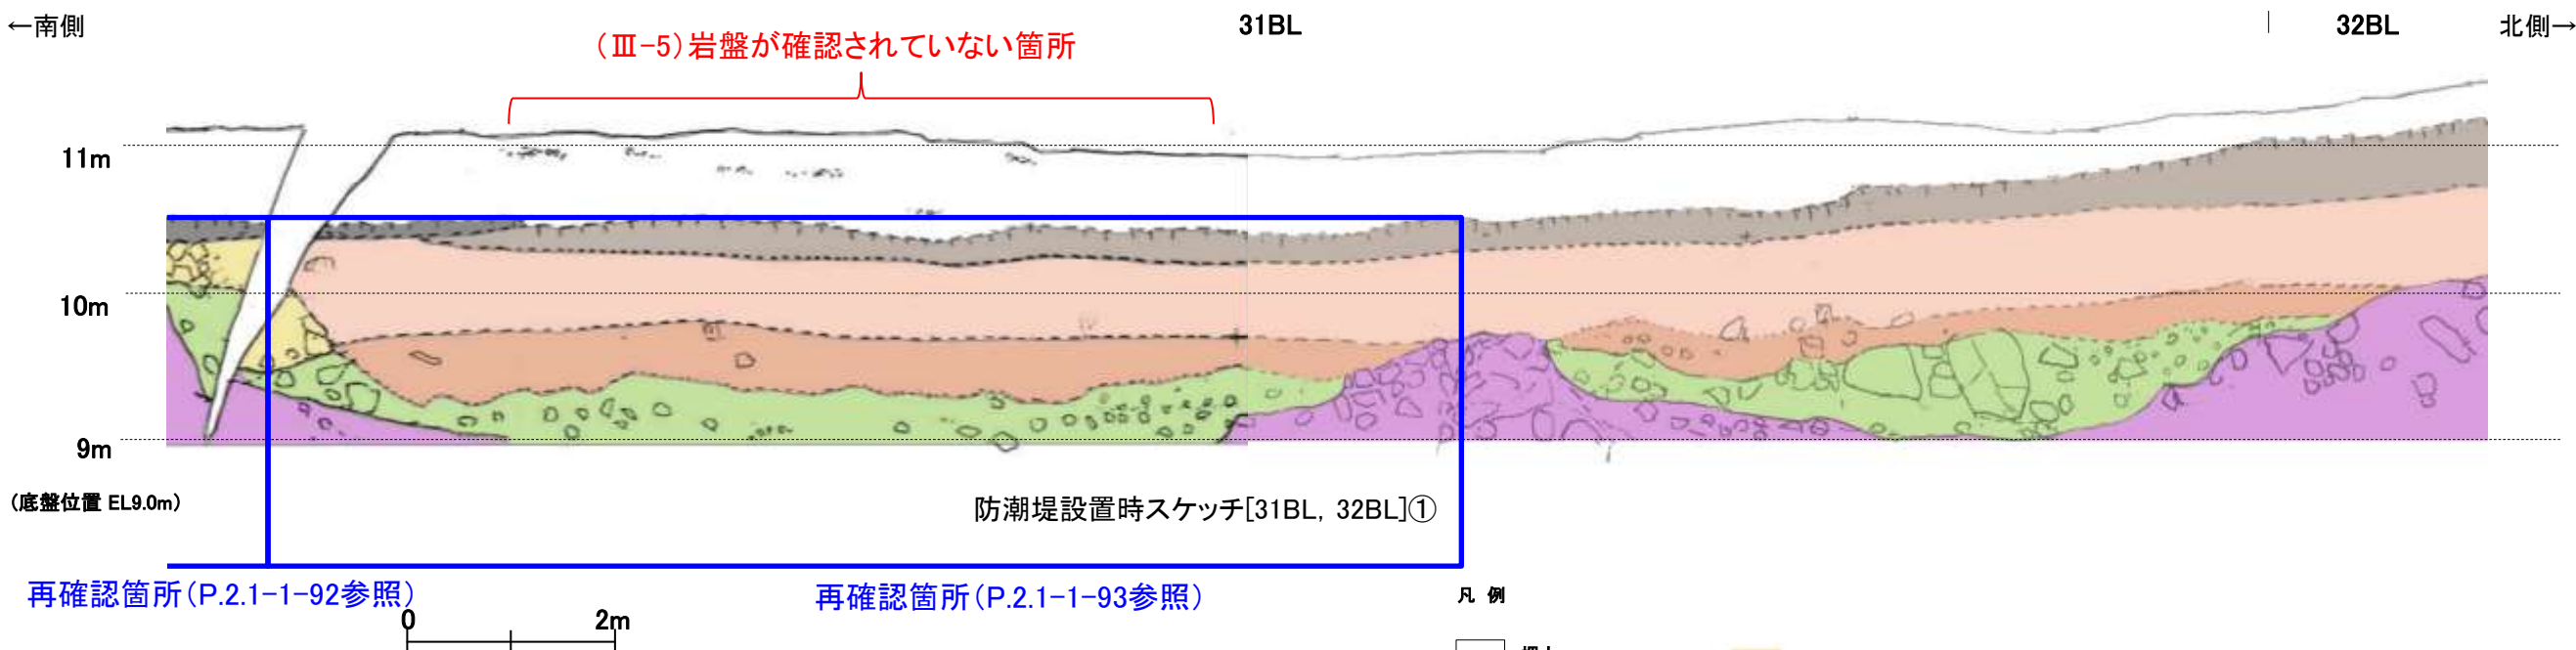 ←南側
31BL
32BL
北側→
(Ⅲ-5)岩盤が確認されていない箇所
11m
10m
9m
(底盤位置 EL9.0m)
防潮堤設置時スケッチ[31BL, 32BL]①
再確認箇所(P.2.1-1-92参照)
再確認箇所(P.2.1-1-93参照)
凡 例
0
2m